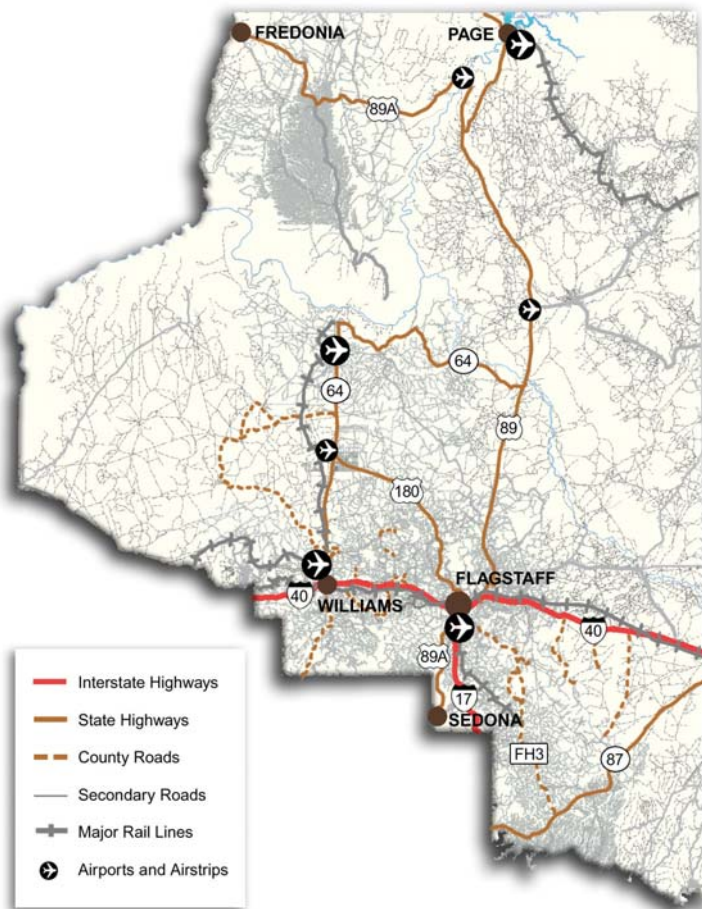 FREDONIA
PAGE
89A
64
64
89
180
FLAGSTAFF
40
WILLIAMS
40
89A
17
SEDONA
FH3
87
Interstate Highways
State Highways
County Roads
Secondary Roads
Major Rail Lines
Airports and Airstrips